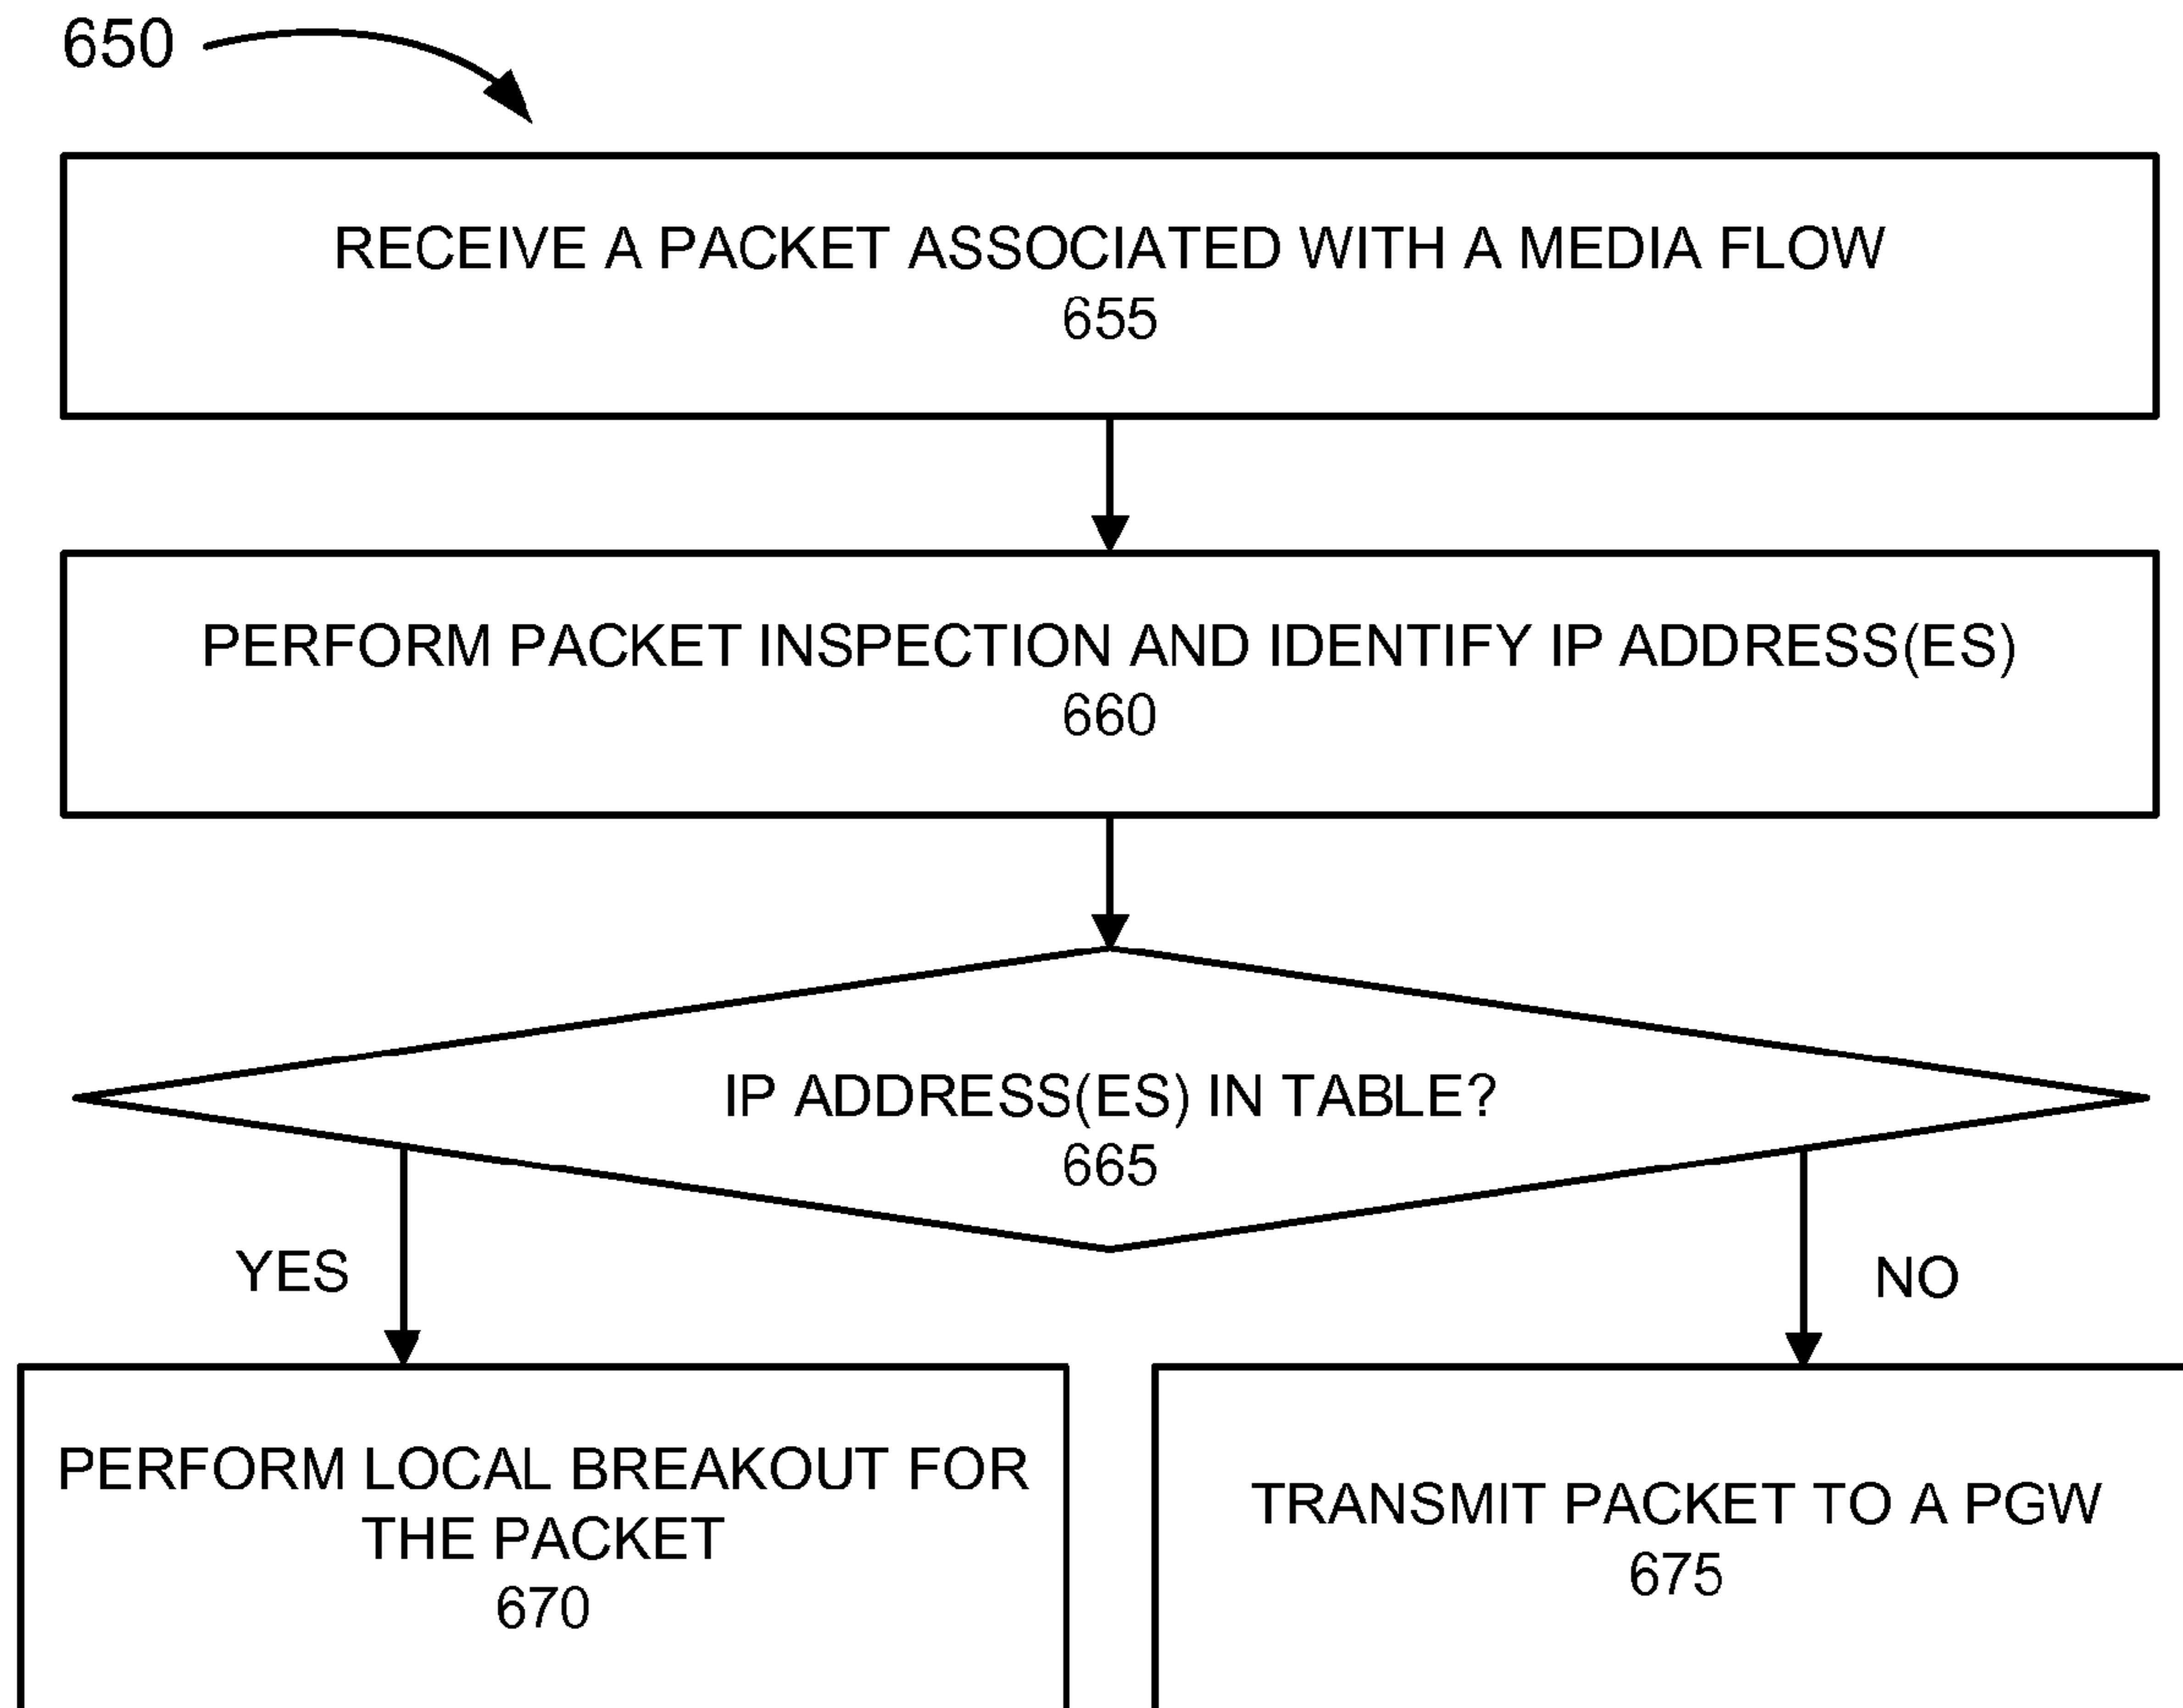 650
RECEIVE A PACKET ASSOCIATED WITH A MEDIA FLOW
655
PERFORM PACKET INSPECTION AND IDENTIFY IP ADDRESS(ES)
660
IP ADDRESS(ES) IN TABLE?
665
YES
NO
PERFORM LOCAL BREAKOUT FOR
THE PACKET
670
TRANSMIT PACKET TO A PGW
675